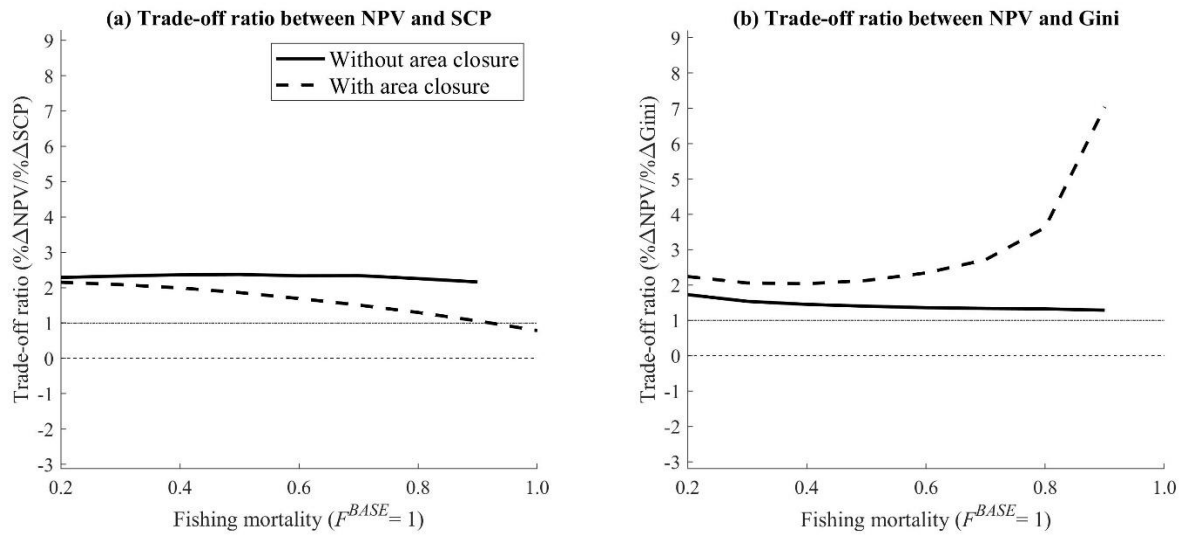 (a) Trade-off ratio between NPV and SCP
Trade-off ratio (%ΔNPV/%ΔSCP)
9
8
7
6
5
4
3
2
1
0
-1
-2
-3
Without area closure
With area closure
0.2 0.4 0.6 0.8 1.0
Fishing mortality (F^BASE = 1)
(b) Trade-off ratio between NPV and Gini
Trade-off ratio (%ΔNPV/%ΔGini)
9
8
7
6
5
4
3
2
1
0
-1
-2
-3
0.2 0.4 0.6 0.8 1.0
Fishing mortality (F^BASE = 1)